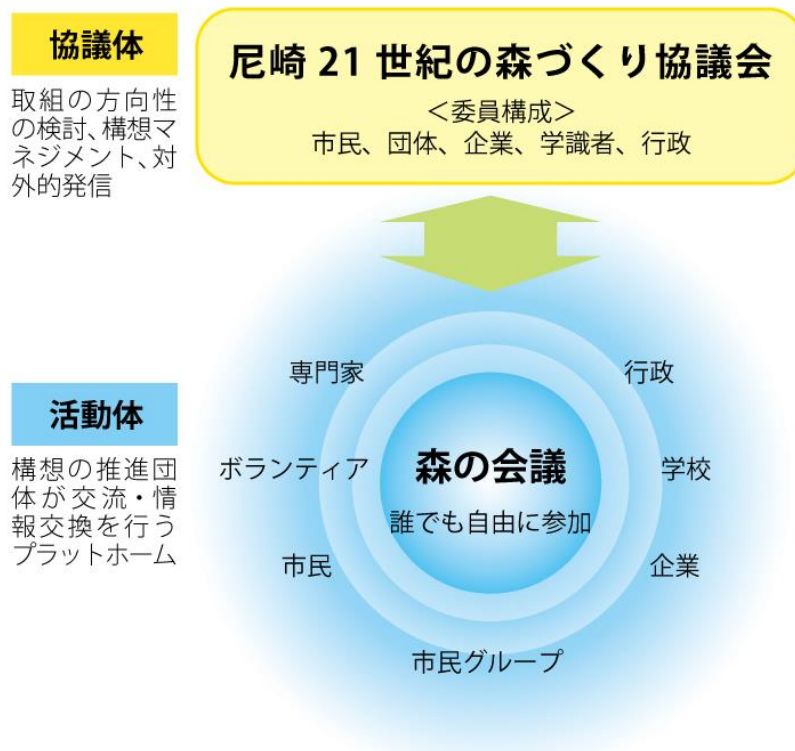 協議体
取組の方向性
の検討、構想マ
ネジメント、対
外的発信
尼崎 21 世紀の森づくり協議会
＜委員構成＞
市民、団体、企業、学識者、行政
活動体
構想の推進団
体が交流・情
報交換を行う
プラットホーム
専門家
行政
ボランティア
森の会議
学校
誰でも自由に参加
市民
企業
市民グループ